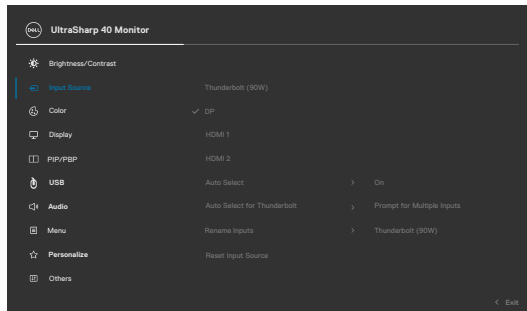 DELL UltraSharp 40 Monitor
Brightness/Contrast
Input Source Thunderbolt (90W)
Color DP
Display HDMI 1
PIP/PBP HDMI 2
USB Auto Select > On
Audio Auto Select for Thunderbolt > Prompt for Multiple Inputs
Menu Rename Inputs > Thunderbolt (90W)
Personalize Reset Input Source
Others
< Exit